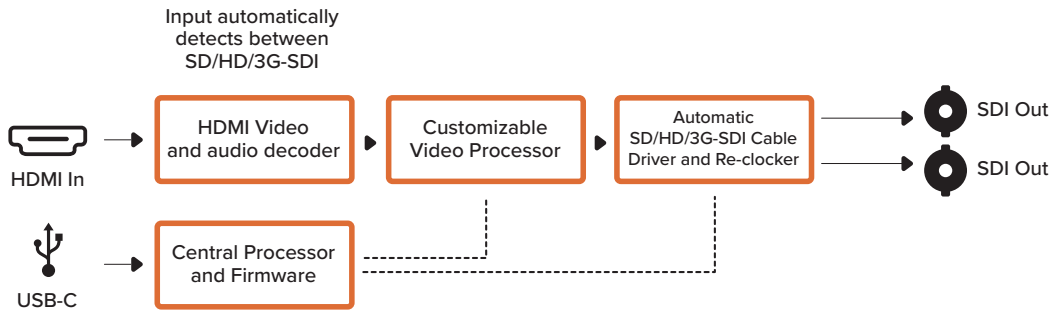 Input automatically
detects between
SD/HD/3G-SDI
HDMI In
HDMI Video
and audio decoder
Customizable
Video Processor
Automatic
SD/HD/3G-SDI Cable
Driver and Re-clocker
SDI Out
SDI Out
USB-C
Central Processor
and Firmware